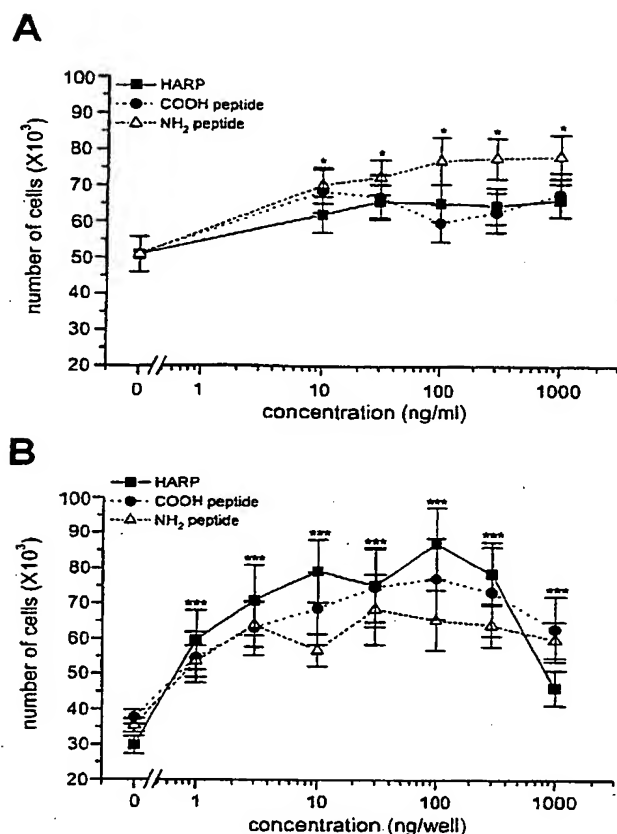 A
HARP
COOH peptide
NH₂ peptide
100
90
80
70
60
50
40
30
20
number of cells (X10³)
* * * * *
0 1 10 100 1000
concentration (ng/ml)
B
HARP
COOH peptide
NH₂ peptide
100
90
80
70
60
50
40
30
20
number of cells (X10³)
*** *** *** *** *** *** ***
0 1 10 100 1000
concentration (ng/well)